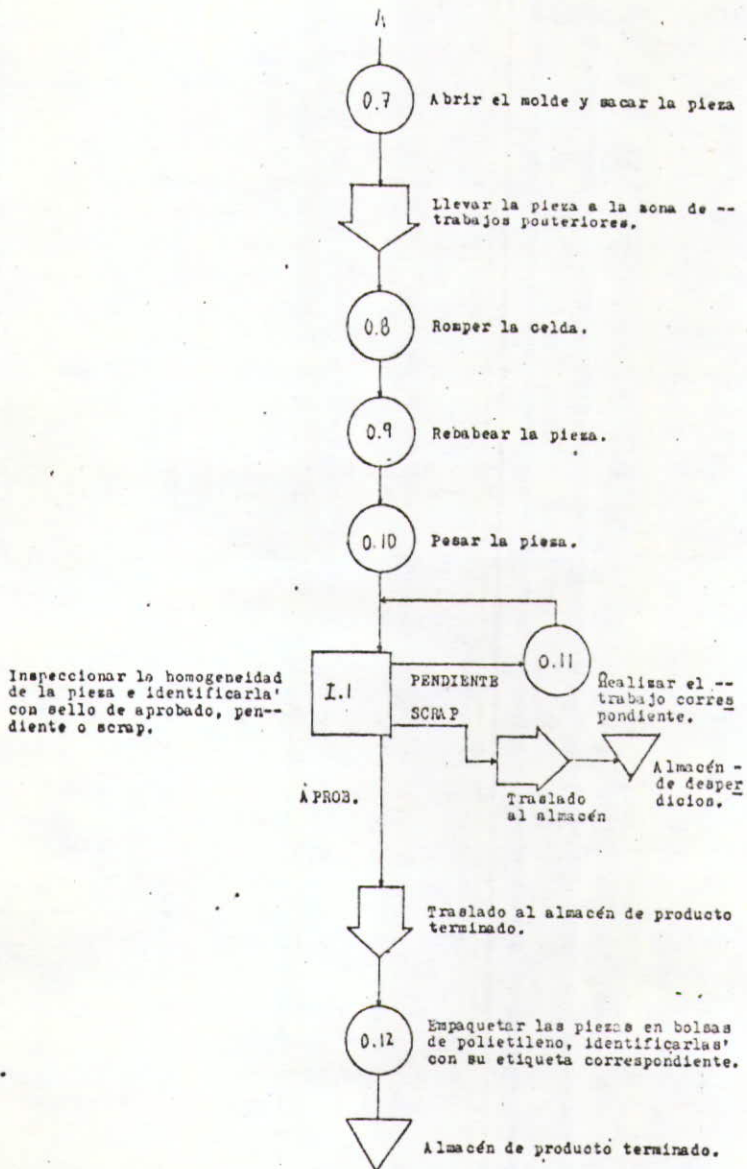 A
0.7
Abrir el molde y sacar la pieza
Llevar la pieza a la zona de --
trabajos posteriores.
0.8
Romper la celda.
0.9
Rebabear la pieza.
0.10
Pesar la pieza.
Inspeccionar la homogeneidad
de la pieza e identificarla'
con sello de aprobado, pen--
diente o scrap.
I.1
PENDIENTE
0.11
Realizar el --
trabajo corres
pondiente.
SCRAP
Traslado
al almacén
Almacén -
de desper
dicios.
APROB.
Traslado al almacén de producto
terminado.
0.12
Empaquetar las piezas en bolsas
de polietileno, identificarlas'
con su etiqueta correspondiente.
Almacén de producto terminado.